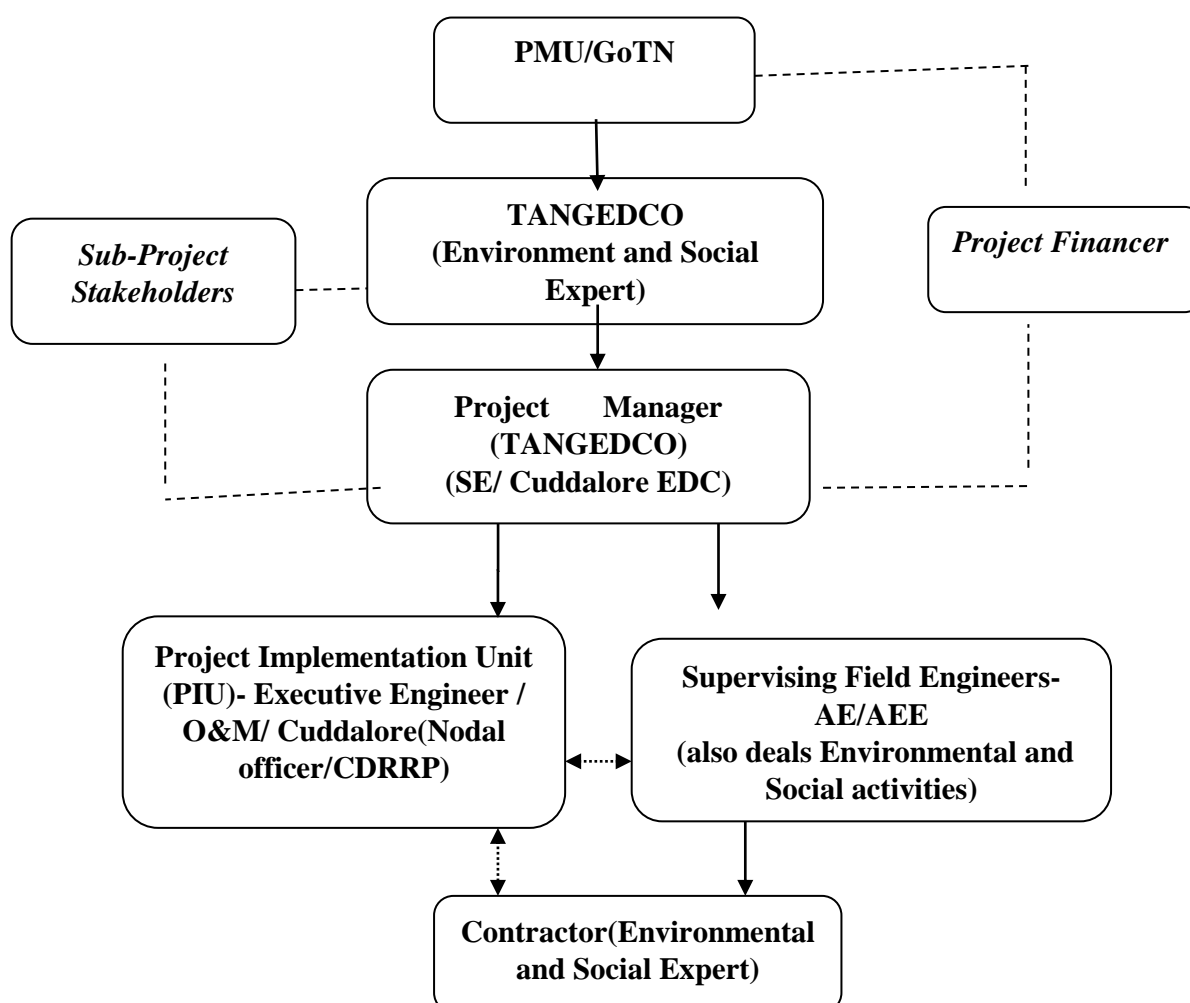 PMU/GoTN
TANGEDCO
(Environment and Social
Expert)
Sub-Project
Stakeholders
Project Financer
Project Manager
(TANGEDCO)
(SE/ Cuddalore EDC)
Project Implementation Unit
(PIU)- Executive Engineer /
O&M/ Cuddalore(Nodal
officer/CDRRP)
Supervising Field Engineers-
AE/AEE
(also deals Environmental and
Social activities)
Contractor(Environmental
and Social Expert)